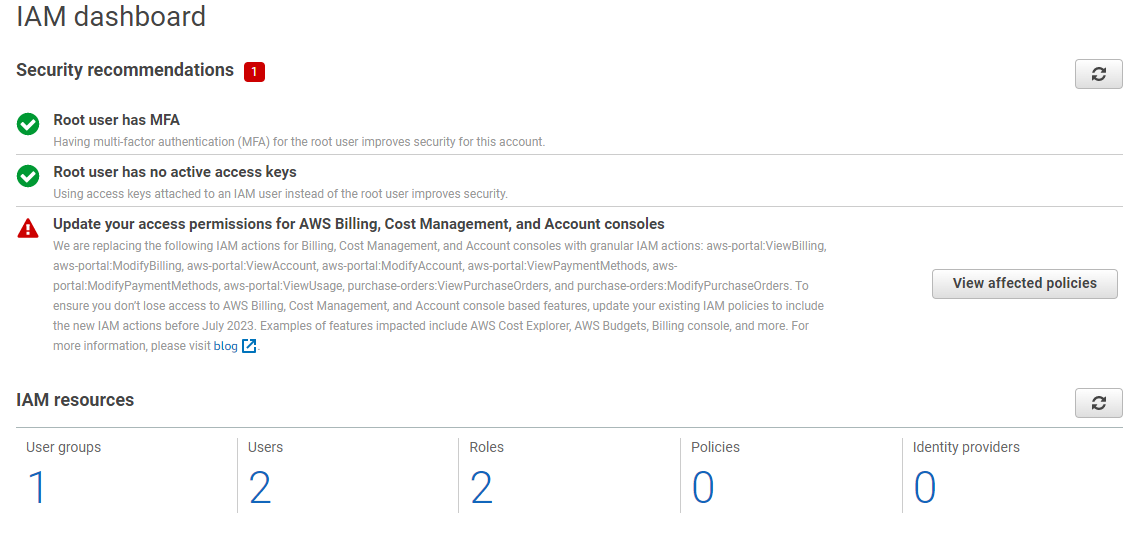 IAM dashboard
Security recommendations 1
Root user has MFA
Having multi-factor authentication (MFA) for the root user improves security for this account.
Root user has no active access keys
Using access keys attached to an IAM user instead of the root user improves security.
Update your access permissions for AWS Billing, Cost Management, and Account consoles
We are replacing the following IAM actions for Billing, Cost Management, and Account consoles with granular IAM actions: aws-portal:ViewBilling,
aws-portal:ModifyBilling, aws-portal:ViewAccount, aws-portal:ModifyAccount, aws-portal:ViewPaymentMethods, aws-
portal:ModifyPaymentMethods, aws-portal:ViewUsage, purchase-orders:ViewPurchaseOrders, and purchase-orders:ModifyPurchaseOrders. To
ensure you don't lose access to AWS Billing, Cost Management, and Account console based features, update your existing IAM policies to include
the new IAM actions before July 2023. Examples of features impacted include AWS Cost Explorer, AWS Budgets, Billing console, and more. For
more information, please visit blog .
View affected policies
IAM resources
User groups
1
Users
2
Roles
2
Policies
0
Identity providers
0